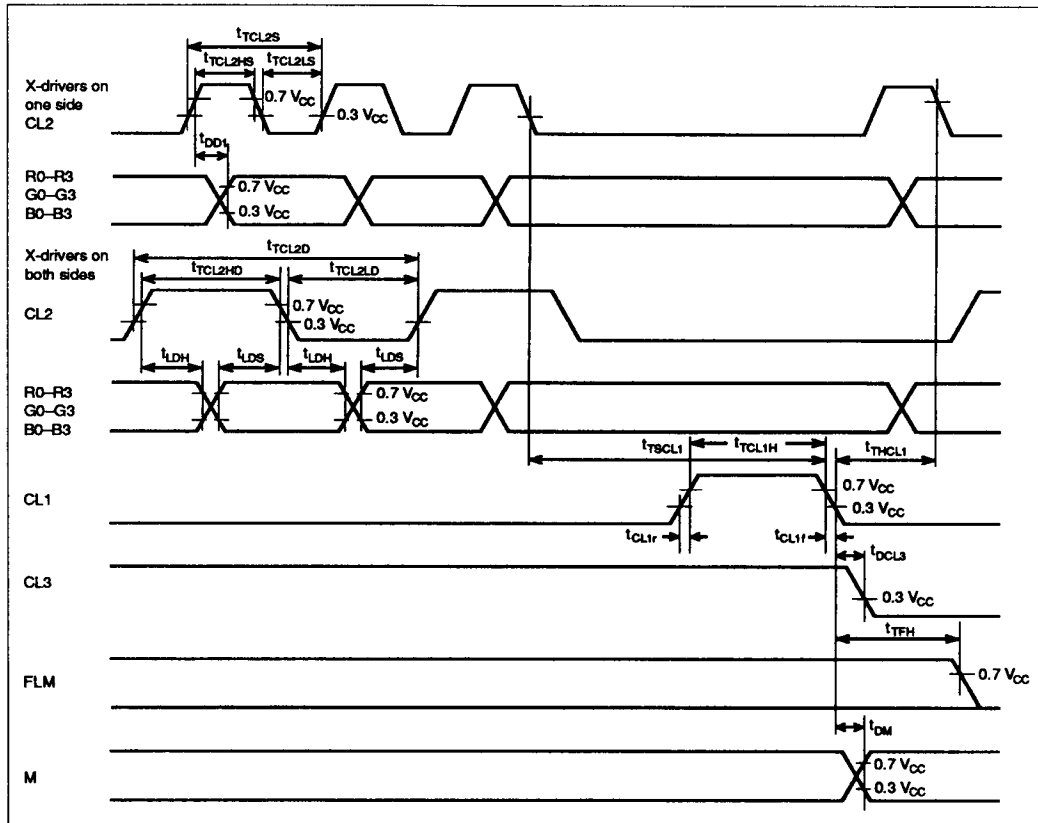 tTCL2S
tTCL2HS tTCL2LS
X-drivers on
one side
CL2
0.7 VCC
0.3 VCC
tDD1
R0–R3
G0–G3
B0–B3
0.7 VCC
0.3 VCC
X-drivers on
both sides
tTCL2D
tTCL2HD tTCL2LD
CL2
0.7 VCC
0.3 VCC
tLDH tLDS tLDH tLDS
R0–R3
G0–G3
B0–B3
0.7 VCC
0.3 VCC
tTSCL1 tTCL1H tTHCL1
CL1
0.7 VCC
0.3 VCC
tCL1r tCL1f
tDCL3
CL3
0.3 VCC
tTFH
FLM
0.7 VCC
tDM
M
0.7 VCC
0.3 VCC